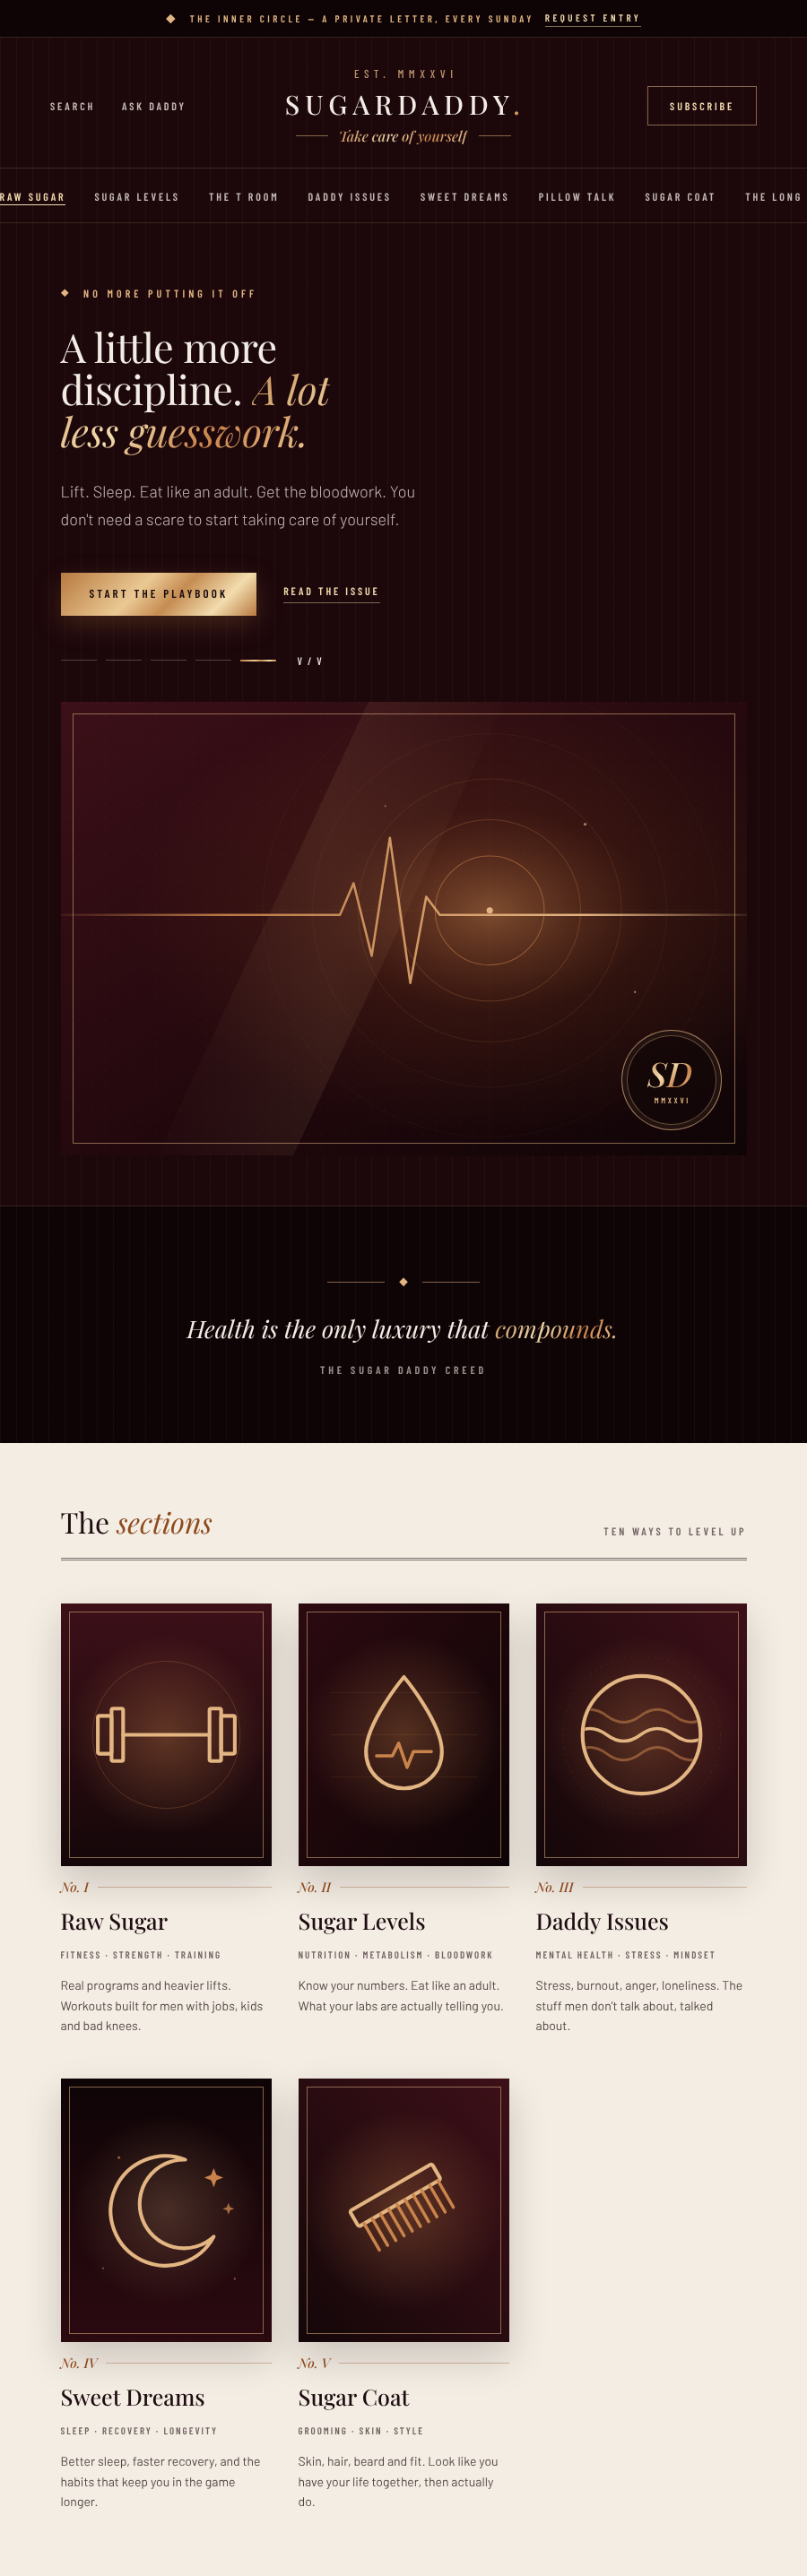 THE INNER CIRCLE — A PRIVATE LETTER, EVERY SUNDAY REQUEST ENTRY
EST. MMXXVI
SEARCH ASK DADDY
SUGARDADDY.
SUBSCRIBE
Take care of yourself
RAW SUGAR SUGAR LEVELS THE T ROOM DADDY ISSUES SWEET DREAMS PILLOW TALK SUGAR COAT THE LONG
NO MORE PUTTING IT OFF
A little more
discipline. A lot
less guesswork.
Lift. Sleep. Eat like an adult. Get the bloodwork. You
don't need a scare to start taking care of yourself.
START THE PLAYBOOK READ THE ISSUE
V / V
SD
MMXXVI
Health is the only luxury that compounds.
THE SUGAR DADDY CREED
The sections
TEN WAYS TO LEVEL UP
No. I
Raw Sugar
FITNESS · STRENGTH · TRAINING
Real programs and heavier lifts.
Workouts built for men with jobs, kids
and bad knees.
No. II
Sugar Levels
NUTRITION · METABOLISM · BLOODWORK
Know your numbers. Eat like an adult.
What your labs are actually telling you.
No. III
Daddy Issues
MENTAL HEALTH · STRESS · MINDSET
Stress, burnout, anger, loneliness. The
stuff men don't talk about, talked
about.
No. IV
Sweet Dreams
SLEEP · RECOVERY · LONGEVITY
Better sleep, faster recovery, and the
habits that keep you in the game
longer.
No. V
Sugar Coat
GROOMING · SKIN · STYLE
Skin, hair, beard and fit. Look like you
have your life together, then actually
do.